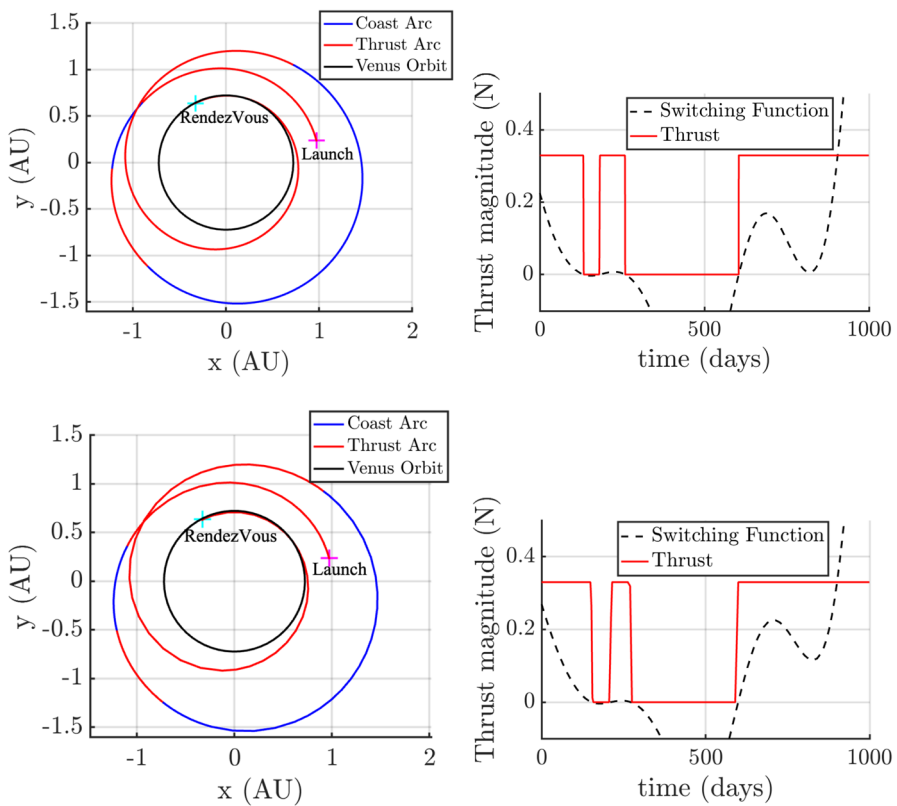 1.5
1
0.5
0
-0.5
-1
-1.5
y (AU)
-1
0
1
2
x (AU)
Coast Arc
Thrust Arc
Venus Orbit
RendezVous
Launch
0.4
0.2
0
Thrust magnitude (N)
0
500
1000
time (days)
Switching Function
Thrust
1.5
1
0.5
0
-0.5
-1
-1.5
y (AU)
-1
0
1
2
x (AU)
Coast Arc
Thrust Arc
Venus Orbit
RendezVous
Launch
0.4
0.2
0
Thrust magnitude (N)
0
500
1000
time (days)
Switching Function
Thrust